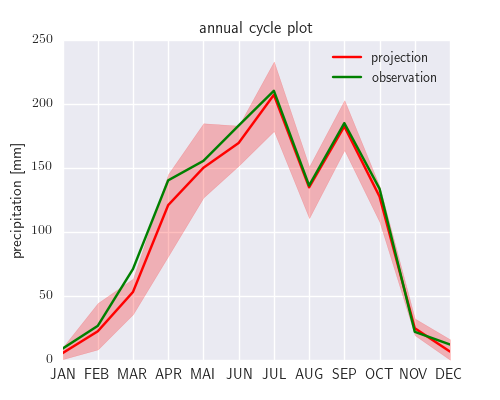 annual cycle plot
projection
observation
precipitation [mm]
250
200
150
100
50
0
JAN FEB MAR APR MAI JUN JUL AUG SEP OCT NOV DEC